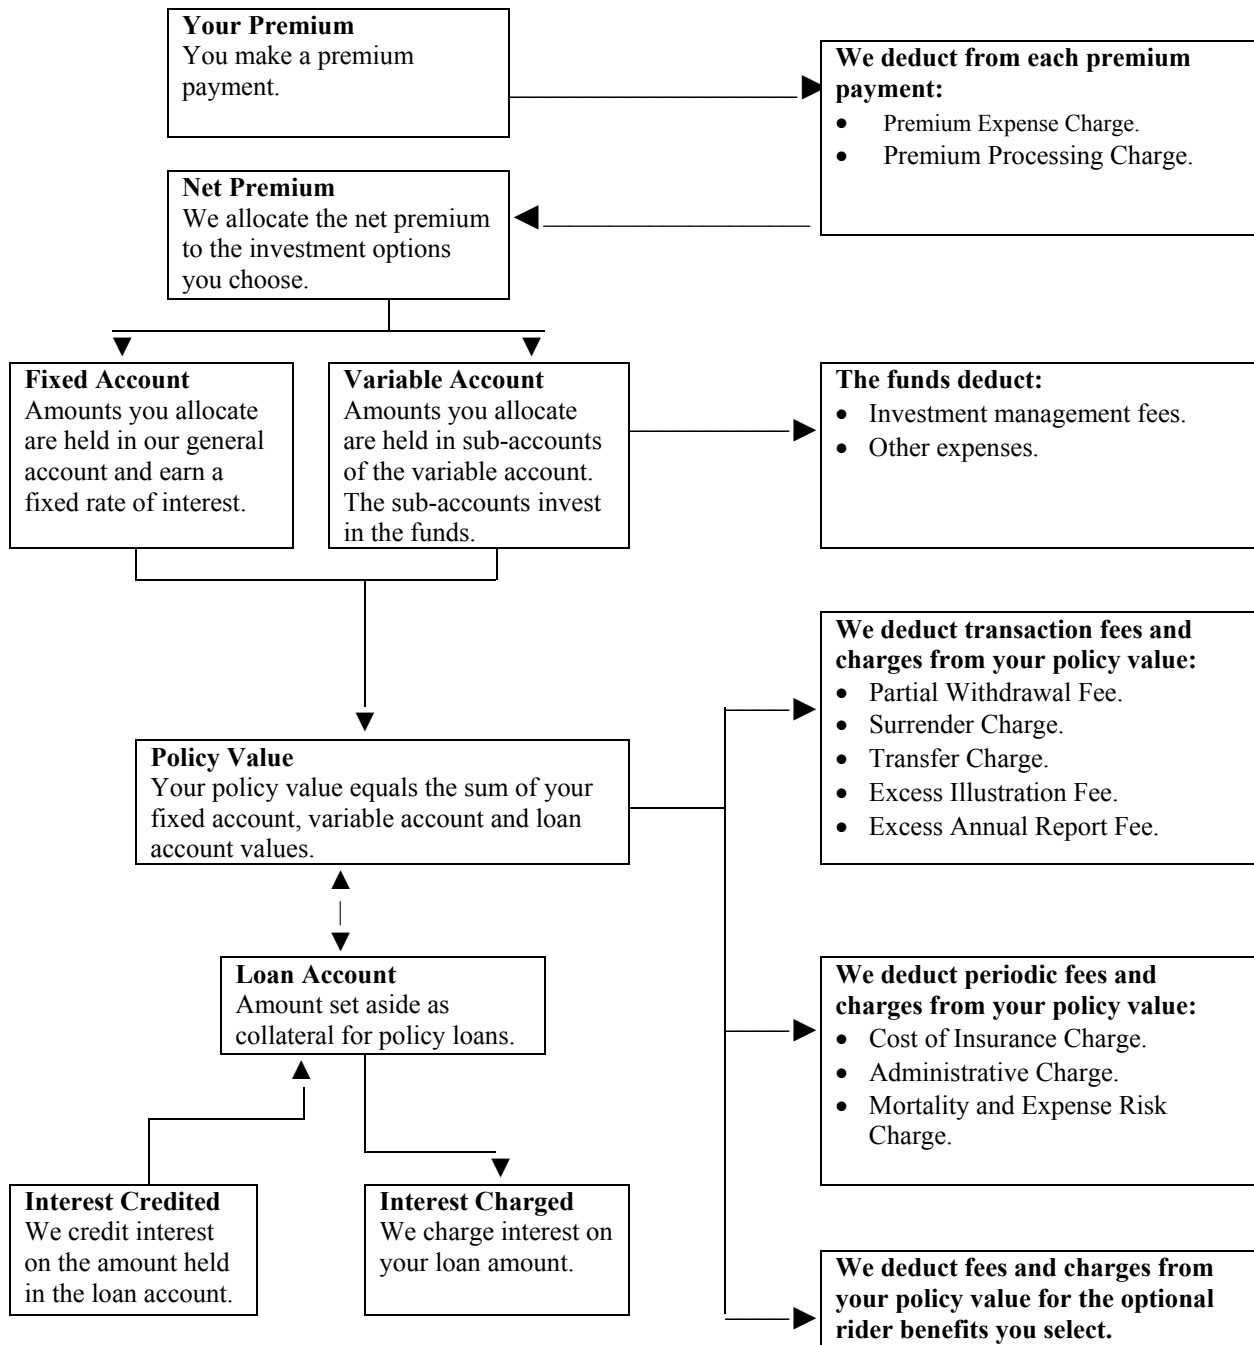 Your Premium
You make a premium
payment.
We deduct from each premium
payment:
• Premium Expense Charge.
• Premium Processing Charge.
Net Premium
We allocate the net premium
to the investment options
you choose.
Fixed Account
Amounts you allocate
are held in our general
account and earn a
fixed rate of interest.
Variable Account
Amounts you allocate
are held in sub-accounts
of the variable account.
The sub-accounts invest
in the funds.
The funds deduct:
• Investment management fees.
• Other expenses.
We deduct transaction fees and
charges from your policy value:
• Partial Withdrawal Fee.
• Surrender Charge.
• Transfer Charge.
• Excess Illustration Fee.
• Excess Annual Report Fee.
Policy Value
Your policy value equals the sum of your
fixed account, variable account and loan
account values.
Loan Account
Amount set aside as
collateral for policy loans.
We deduct periodic fees and
charges from your policy value:
• Cost of Insurance Charge.
• Administrative Charge.
• Mortality and Expense Risk
Charge.
Interest Credited
We credit interest
on the amount held
in the loan account.
Interest Charged
We charge interest on
your loan amount.
We deduct fees and charges from
your policy value for the optional
rider benefits you select.